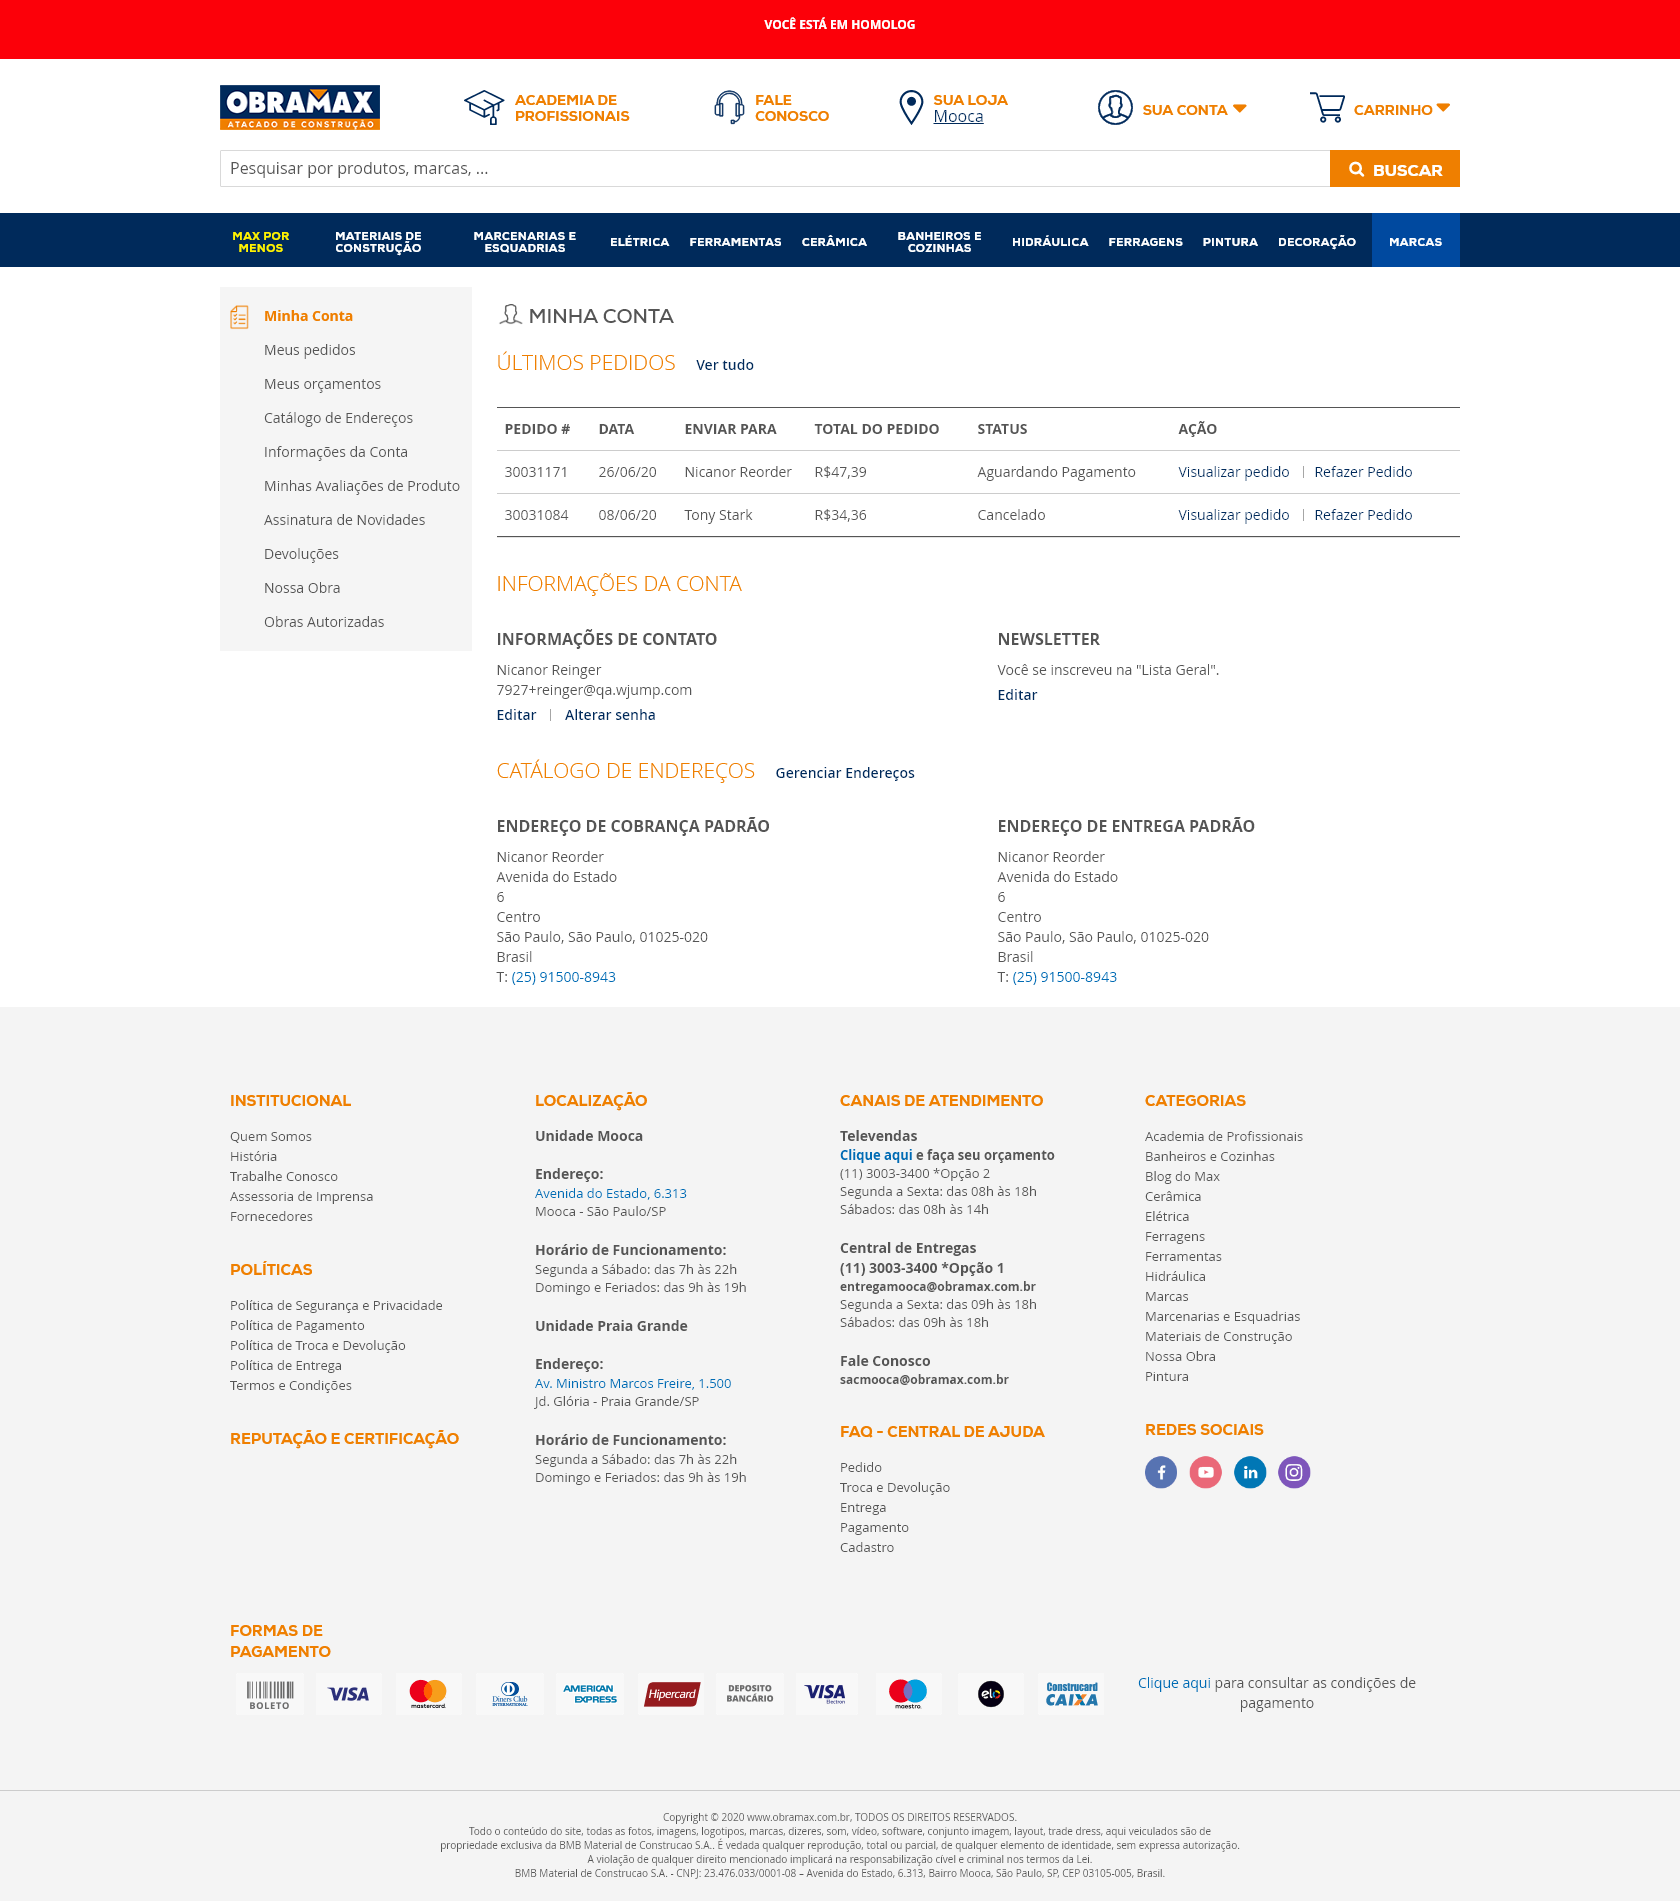 VOCÊ ESTÁ EM HOMOLOG
OBRAMAX
ATACADO DE CONSTRUÇÃO
ACADEMIA DE
PROFISSIONAIS
FALE
CONOSCO
SUA LOJA
Mooca
SUA CONTA
CARRINHO
Pesquisar por produtos, marcas, ...
BUSCAR
MAX POR
MENOS
MATERIAIS DE
CONSTRUÇÃO
MARCENARIAS E
ESQUADRIAS
ELÉTRICA
FERRAMENTAS
CERÂMICA
BANHEIROS E
COZINHAS
HIDRÁULICA
FERRAGENS
PINTURA
DECORAÇÃO
MARCAS
Minha Conta
Meus pedidos
Meus orçamentos
Catálogo de Endereços
Informações da Conta
Minhas Avaliações de Produto
Assinatura de Novidades
Devoluções
Nossa Obra
Obras Autorizadas
MINHA CONTA
ÚLTIMOS PEDIDOS Ver tudo
PEDIDO # DATA ENVIAR PARA TOTAL DO PEDIDO STATUS AÇÃO
30031171 26/06/20 Nicanor Reorder R$47,39 Aguardando Pagamento Visualizar pedido | Refazer Pedido
30031084 08/06/20 Tony Stark R$34,36 Cancelado Visualizar pedido | Refazer Pedido
INFORMAÇÕES DA CONTA
INFORMAÇÕES DE CONTATO
Nicanor Reinger
7927+reinger@qa.wjump.com
Editar | Alterar senha
NEWSLETTER
Você se inscreveu na "Lista Geral".
Editar
CATÁLOGO DE ENDEREÇOS Gerenciar Endereços
ENDEREÇO DE COBRANÇA PADRÃO
Nicanor Reorder
Avenida do Estado
6
Centro
São Paulo, São Paulo, 01025-020
Brasil
T: (25) 91500-8943
ENDEREÇO DE ENTREGA PADRÃO
Nicanor Reorder
Avenida do Estado
6
Centro
São Paulo, São Paulo, 01025-020
Brasil
T: (25) 91500-8943
INSTITUCIONAL
Quem Somos
História
Trabalhe Conosco
Assessoria de Imprensa
Fornecedores
POLÍTICAS
Política de Segurança e Privacidade
Política de Pagamento
Política de Troca e Devolução
Política de Entrega
Termos e Condições
REPUTAÇÃO E CERTIFICAÇÃO
LOCALIZAÇÃO
Unidade Mooca
Endereço:
Avenida do Estado, 6.313
Mooca - São Paulo/SP
Horário de Funcionamento:
Segunda a Sábado: das 7h às 22h
Domingo e Feriados: das 9h às 19h
Unidade Praia Grande
Endereço:
Av. Ministro Marcos Freire, 1.500
Jd. Glória - Praia Grande/SP
Horário de Funcionamento:
Segunda a Sábado: das 7h às 22h
Domingo e Feriados: das 9h às 19h
CANAIS DE ATENDIMENTO
Televendas
Clique aqui e faça seu orçamento
(11) 3003-3400 *Opção 2
Segunda a Sexta: das 08h às 18h
Sábados: das 08h às 14h
Central de Entregas
(11) 3003-3400 *Opção 1
entregamooca@obramax.com.br
Segunda a Sexta: das 09h às 18h
Sábados: das 09h às 18h
Fale Conosco
sacmooca@obramax.com.br
FAQ - CENTRAL DE AJUDA
Pedido
Troca e Devolução
Entrega
Pagamento
Cadastro
CATEGORIAS
Academia de Profissionais
Banheiros e Cozinhas
Blog do Max
Cerâmica
Elétrica
Ferragens
Ferramentas
Hidráulica
Marcas
Marcenarias e Esquadrias
Materiais de Construção
Nossa Obra
Pintura
REDES SOCIAIS
FORMAS DE
PAGAMENTO
BOLETO
VISA
mastercard
Diners Club
INTERNATIONAL
AMERICAN
EXPRESS
Hipercard
DEPOSITO
BANCÁRIO
VISA
Electron
maestro
elo
Construcard
CAIXA
Clique aqui para consultar as condições de
pagamento
Copyright © 2020 www.obramax.com.br, TODOS OS DIREITOS RESERVADOS.
Todo o conteúdo do site, todas as fotos, imagens, logotipos, marcas, dizeres, som, vídeo, software, conjunto imagem, layout, trade dress, aqui veiculados são de
propriedade exclusiva da BMB Material de Construcao S.A.. É vedada qualquer reprodução, total ou parcial, de qualquer elemento de identidade, sem expressa autorização.
A violação de qualquer direito mencionado implicará na responsabilização cível e criminal nos termos da Lei.
BMB Material de Construcao S.A. - CNPJ: 23.476.033/0001-08 – Avenida do Estado, 6.313, Bairro Mooca, São Paulo, SP, CEP 03105-005, Brasil.